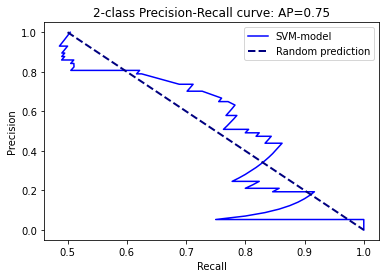 2-class Precision-Recall curve: AP=0.75
SVM-model
Random prediction
Precision
1.0
0.8
0.6
0.4
0.2
0.0
0.5
0.6
0.7
0.8
0.9
1.0
Recall